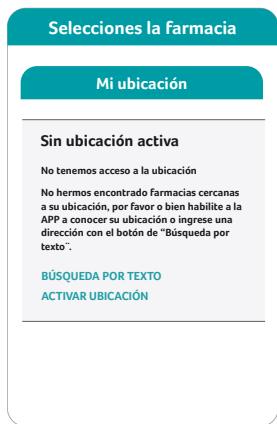 Selecciones la farmacia
Mi ubicación
Sin ubicación activa
No tenemos acceso a la ubicación
No hermos encontrado farmacias cercanas
a su ubicación, por favor o bien habilite a la
APP a conocer su ubicación o ingrese una
dirección con el botón de “Búsqueda por
texto¨.
BÚSQUEDA POR TEXTO
ACTIVAR UBICACIÓN